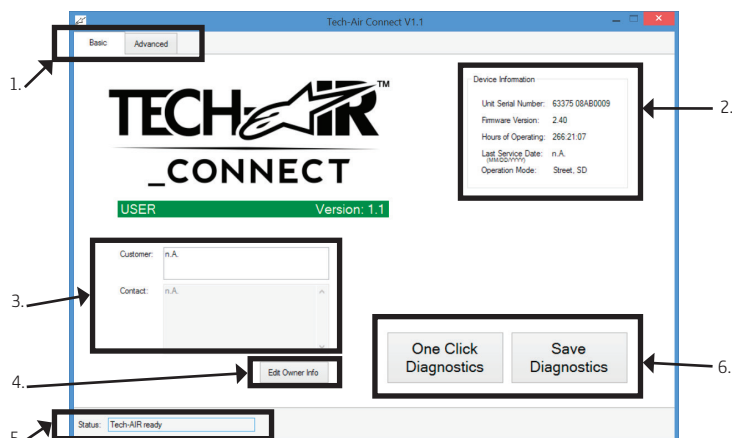 Tech-Air Connect V1.1
Basic Advanced
1.
TECH-AIR™
_CONNECT
USER Version: 1.1
Device Information
Unit Serial Number: 63375 08AB0009
Firmware Version: 2.40
Hours of Operating: 266:21:07
Last Service Date: n.A.
(MM/DD/YYYY)
Operation Mode: Street, SD
2.
Customer: n.A.
Contact: n.A.
3.
Edit Owner Info
4.
One Click
Diagnostics
Save
Diagnostics
6.
Status: Tech-AIR ready
5.